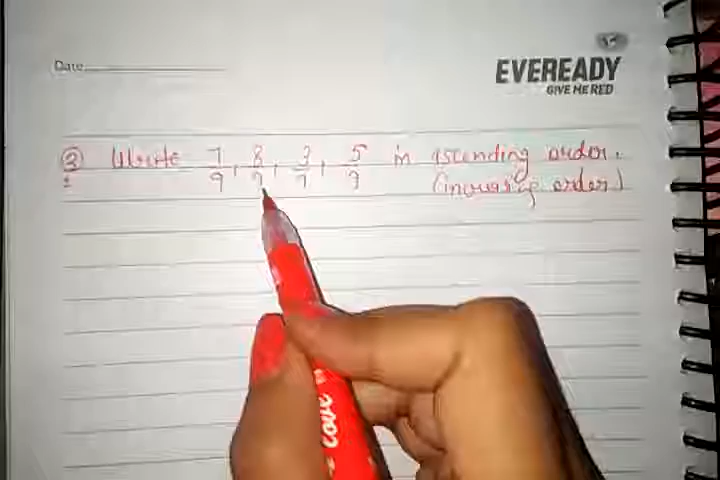 Date
EVEREADY
GIVE ME RED
③ Write 7/9, 8/9, 3/9, 5/9 in ascending order.
(increasing order)